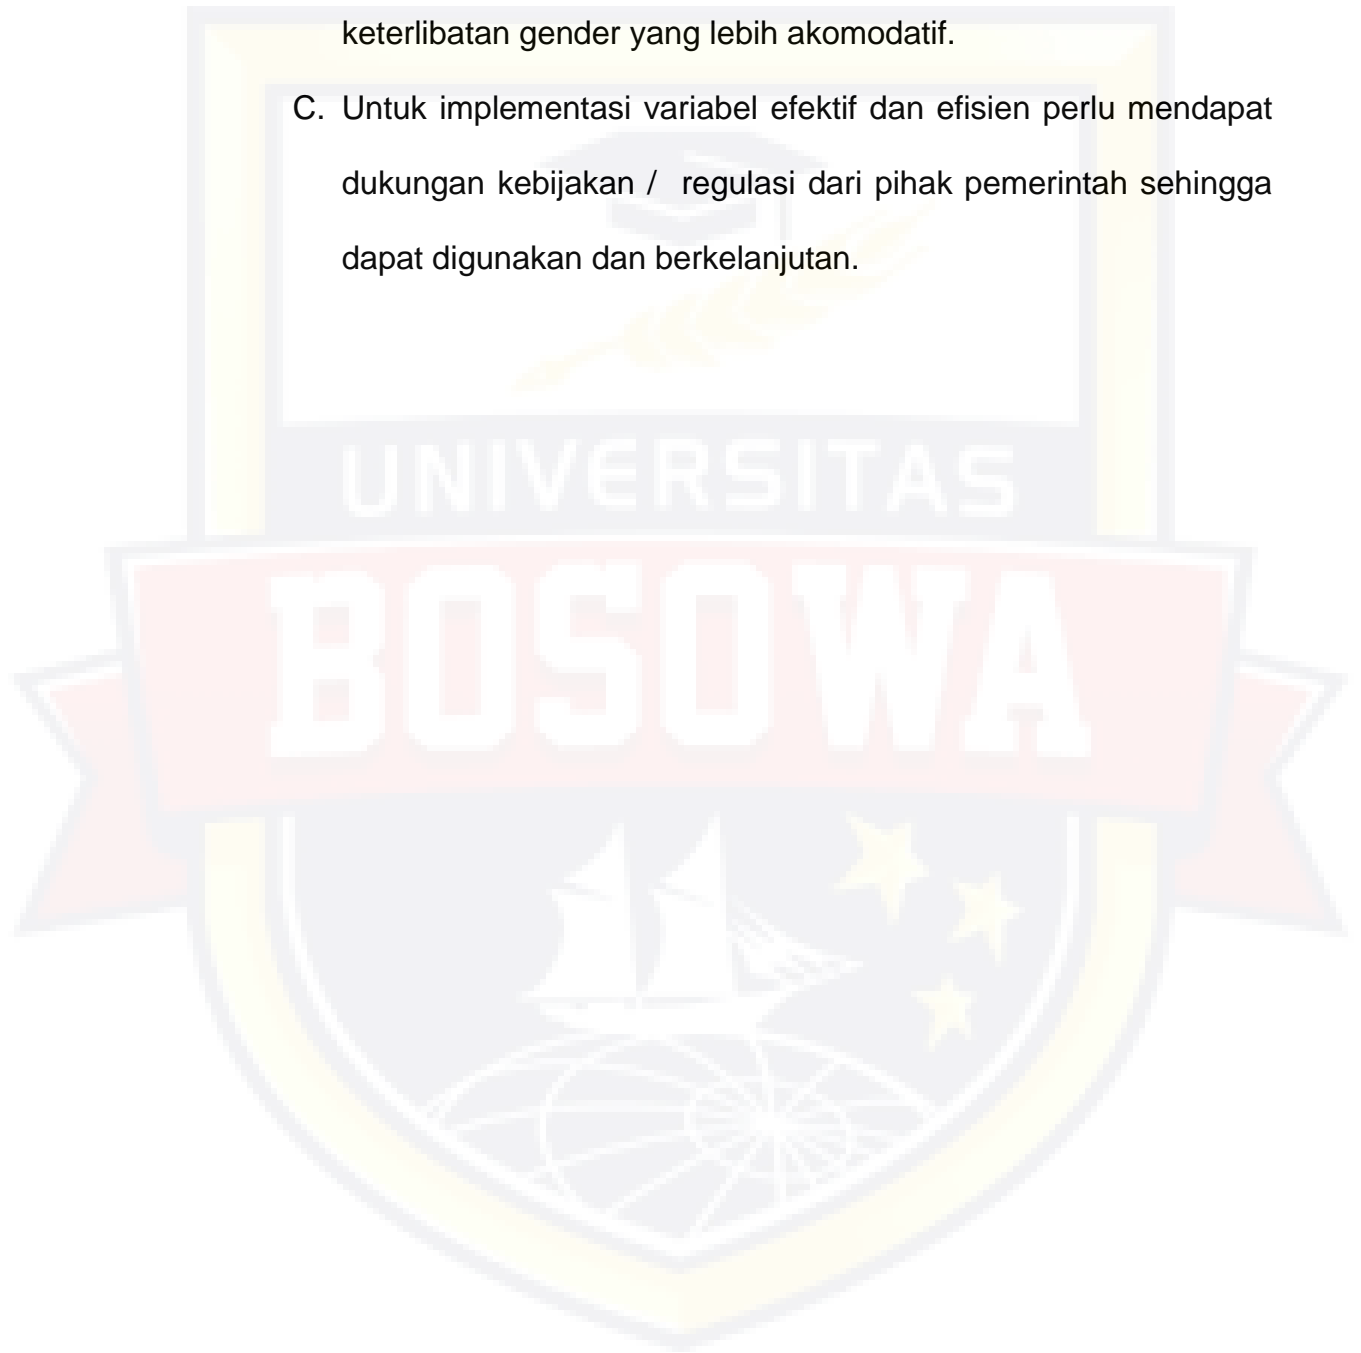 keterlibatan gender yang lebih akomodatif.
C. Untuk implementasi variabel efektif dan efisien perlu mendapat
dukungan kebijakan / regulasi dari pihak pemerintah sehingga
dapat digunakan dan berkelanjutan.
UNIVERSITAS
BOSOWA